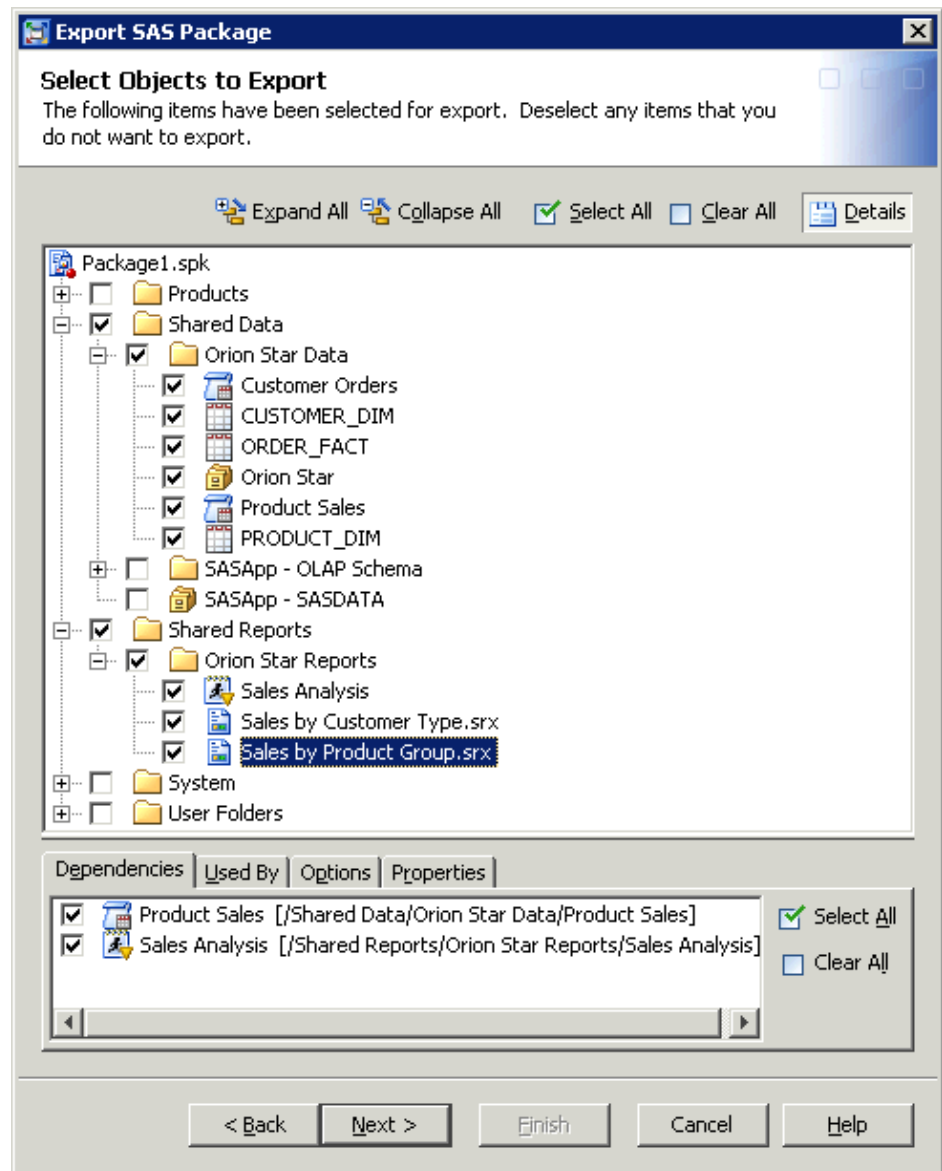 Export SAS Package
Select Objects to Export
The following items have been selected for export. Deselect any items that you
do not want to export.
Expand All Collapse All Select All Clear All Details
Package1.spk
Products
Shared Data
Orion Star Data
Customer Orders
CUSTOMER_DIM
ORDER_FACT
Orion Star
Product Sales
PRODUCT_DIM
SASApp - OLAP Schema
SASApp - SASDATA
Shared Reports
Orion Star Reports
Sales Analysis
Sales by Customer Type.srx
Sales by Product Group.srx
System
User Folders
Dependencies Used By Options Properties
Product Sales [/Shared Data/Orion Star Data/Product Sales]
Sales Analysis [/Shared Reports/Orion Star Reports/Sales Analysis]
Select All
Clear All
< Back Next > Finish Cancel Help